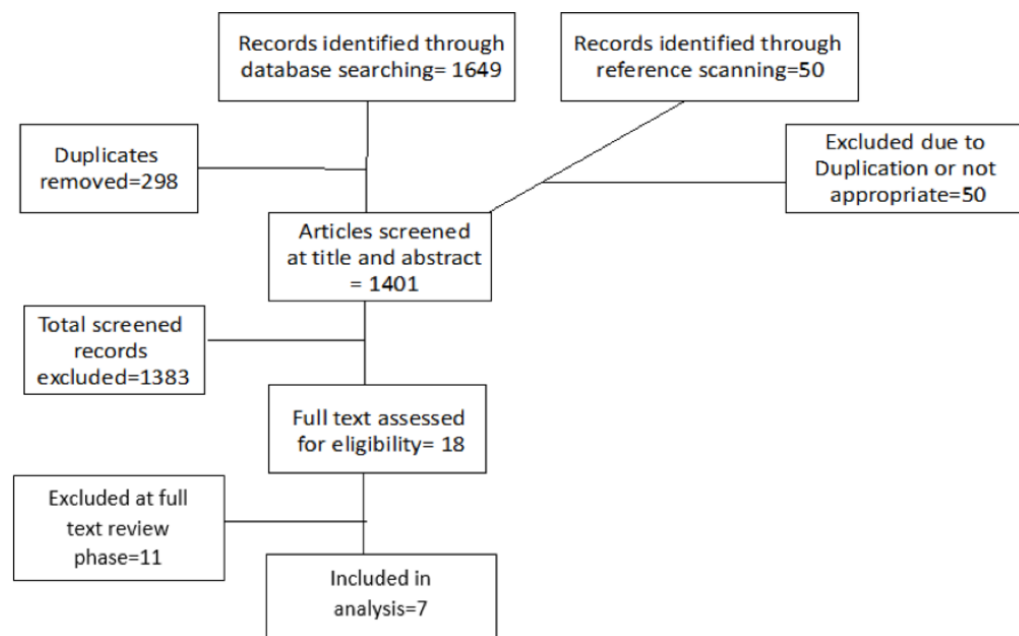 Records identified through
database searching= 1649
Records identified through
reference scanning=50
Duplicates
removed=298
Excluded due to
Duplication or not
appropriate=50
Articles screened
at title and abstract
= 1401
Total screened
records
excluded=1383
Full text assessed
for eligibility= 18
Excluded at full
text review
phase=11
Included in
analysis=7